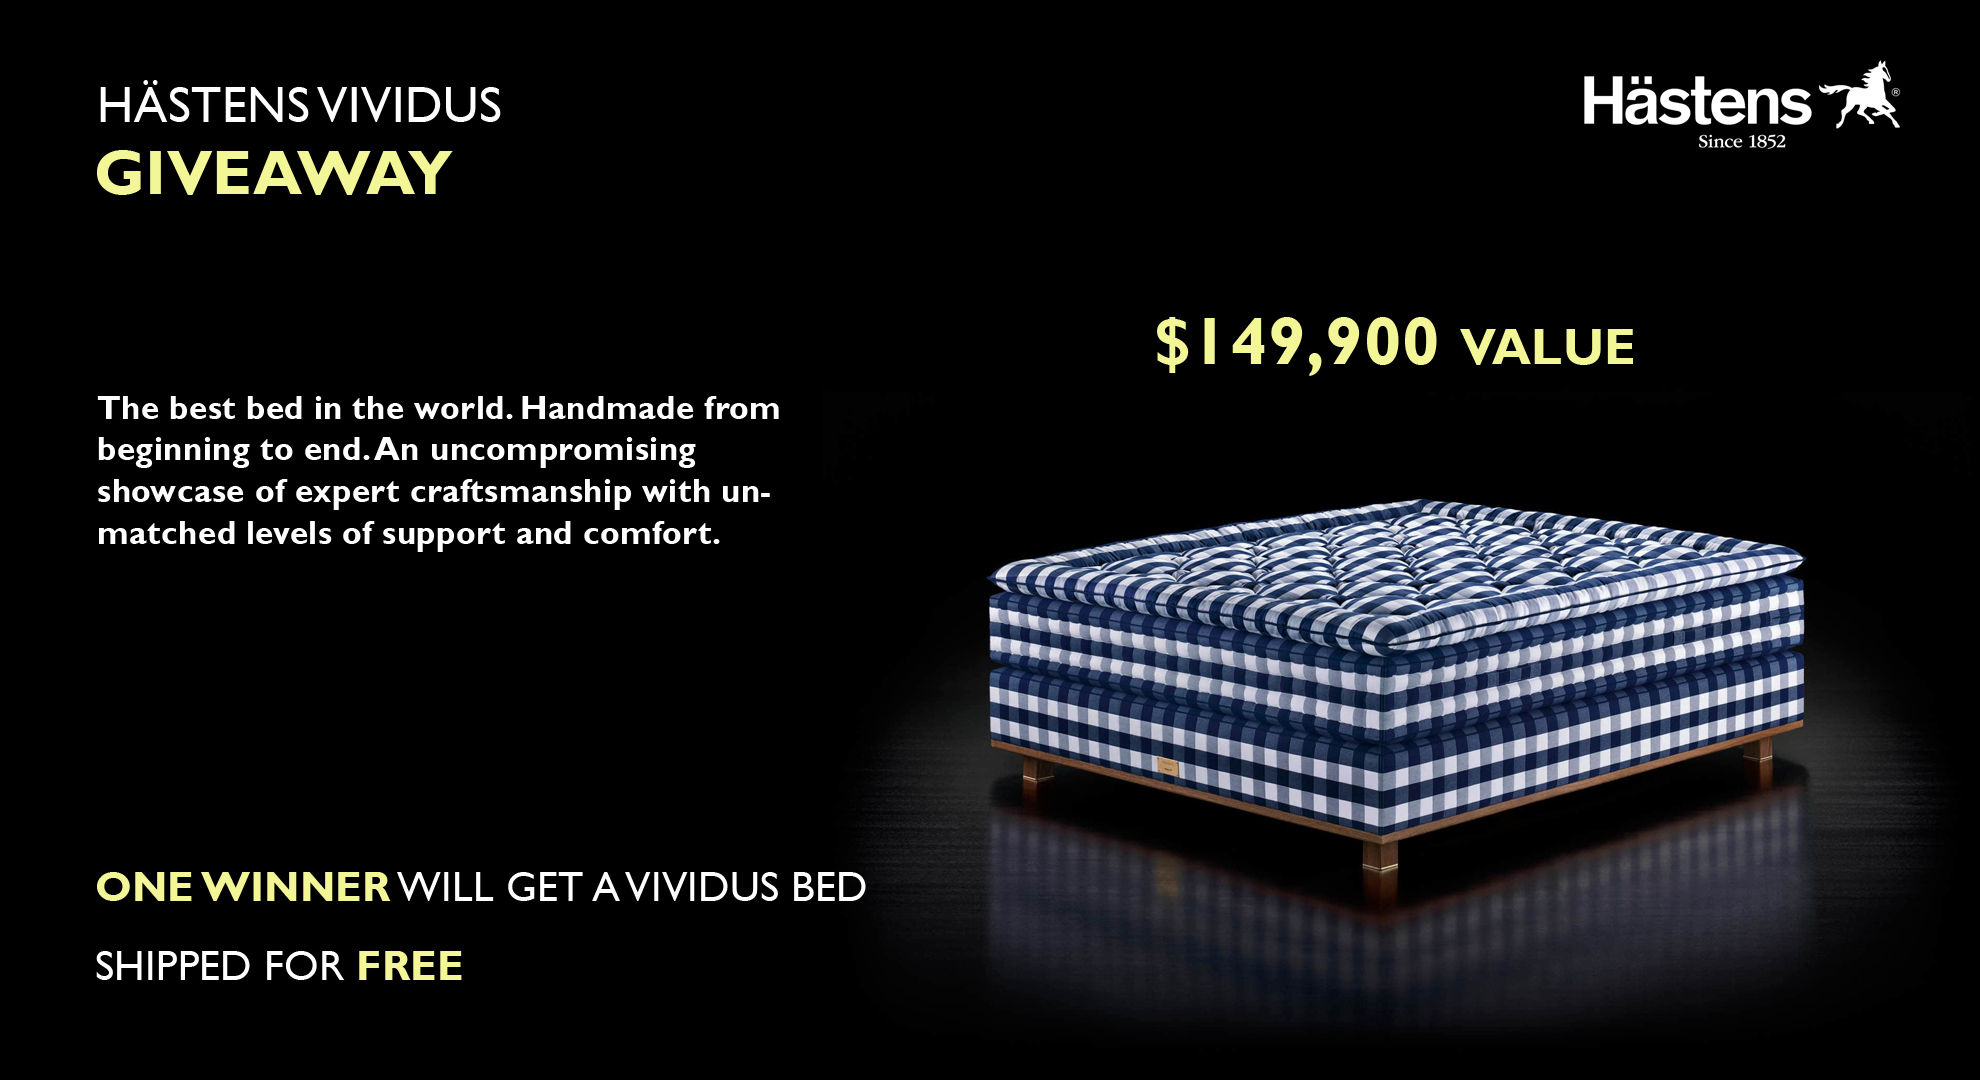 HÄSTENS VIVIDUS
GIVEAWAY
Hästens ®
Since 1852
$149,900 VALUE
The best bed in the world. Handmade from
beginning to end. An uncompromising
showcase of expert craftsmanship with un-
matched levels of support and comfort.
ONE WINNER WILL GET A VIVIDUS BED
SHIPPED FOR FREE